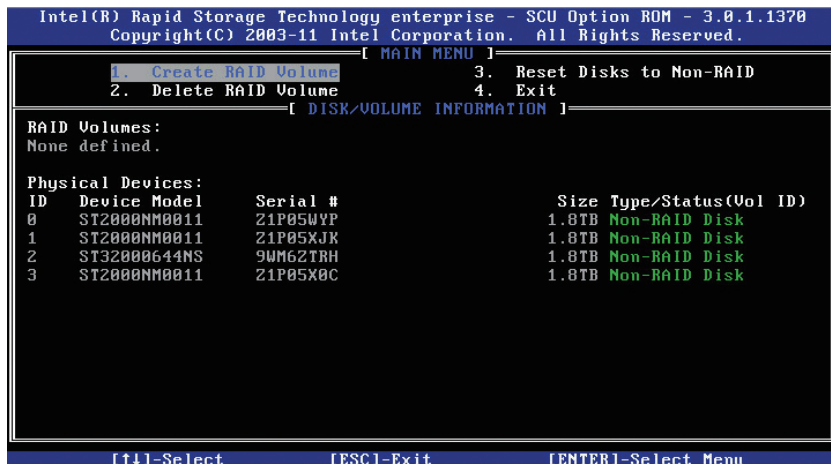 Intel(R) Rapid Storage Technology enterprise - SCU Option ROM - 3.0.1.1370
Copyright(C) 2003-11 Intel Corporation. All Rights Reserved.
[ MAIN MENU ]
1. Create RAID Volume 3. Reset Disks to Non-RAID
2. Delete RAID Volume 4. Exit
[ DISK/VOLUME INFORMATION ]
RAID Volumes:
None defined.
Physical Devices:
ID Device Model Serial # Size Type/Status(Vol ID)
0 ST2000NM0011 Z1P05WYP 1.8TB Non-RAID Disk
1 ST2000NM0011 Z1P05XJK 1.8TB Non-RAID Disk
2 ST32000644NS 9WM6ZTRH 1.8TB Non-RAID Disk
3 ST2000NM0011 Z1P05X0C 1.8TB Non-RAID Disk
[↑↓]-Select [ESC]-Exit [ENTER]-Select Menu